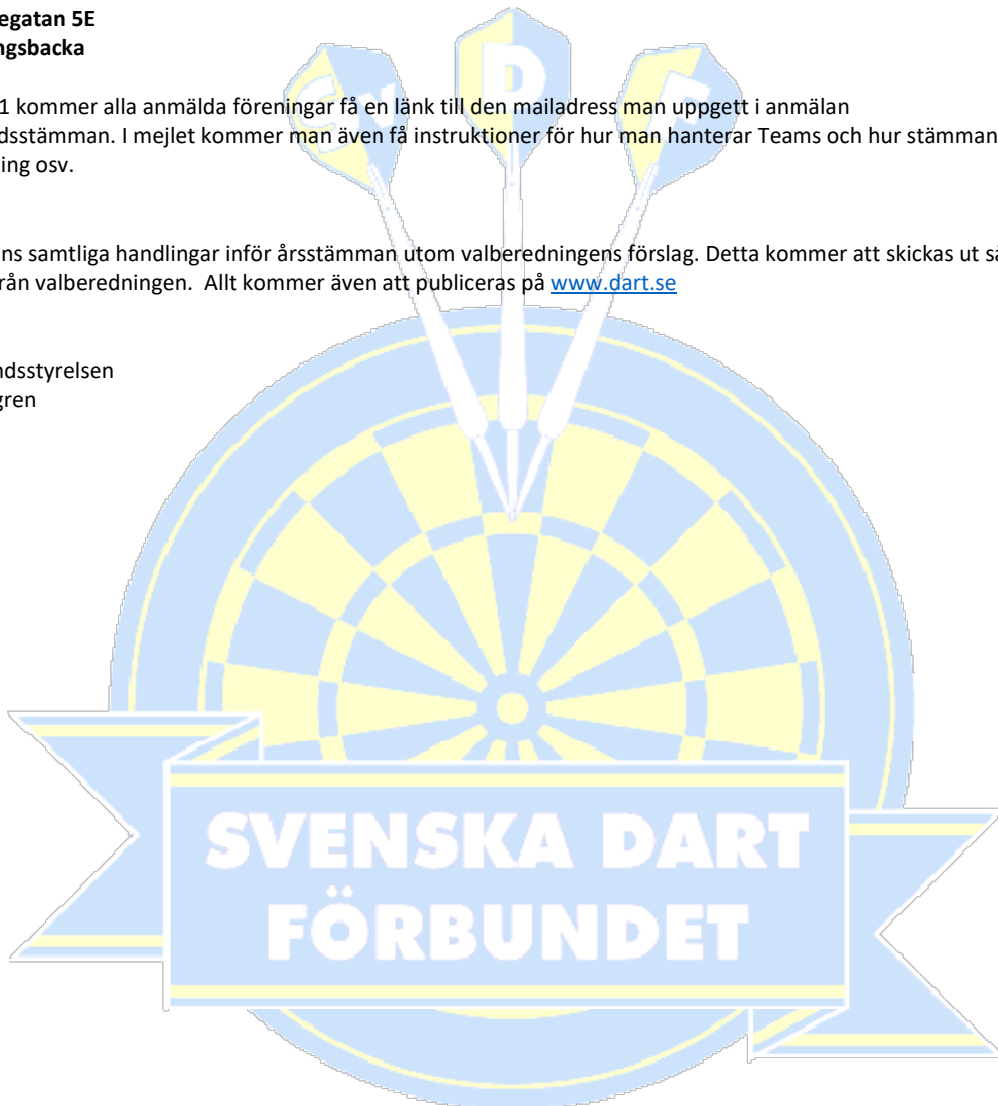 egatan 5E
ngsbacka
1 kommer alla anmälda föreningar få en länk till den mailadress man uppgett i anmälan
dsstämman. I mejlet kommer man även få instruktioner för hur man hanterar Teams och hur stämman
ing osv.
ns samtliga handlingar inför årsstämman utom valberedningens förslag. Detta kommer att skickas ut så
från valberedningen. Allt kommer även att publiceras på www.dart.se
ndsstyrelsen
gren
Sv D F
SVENSKA DART
FÖRBUNDET